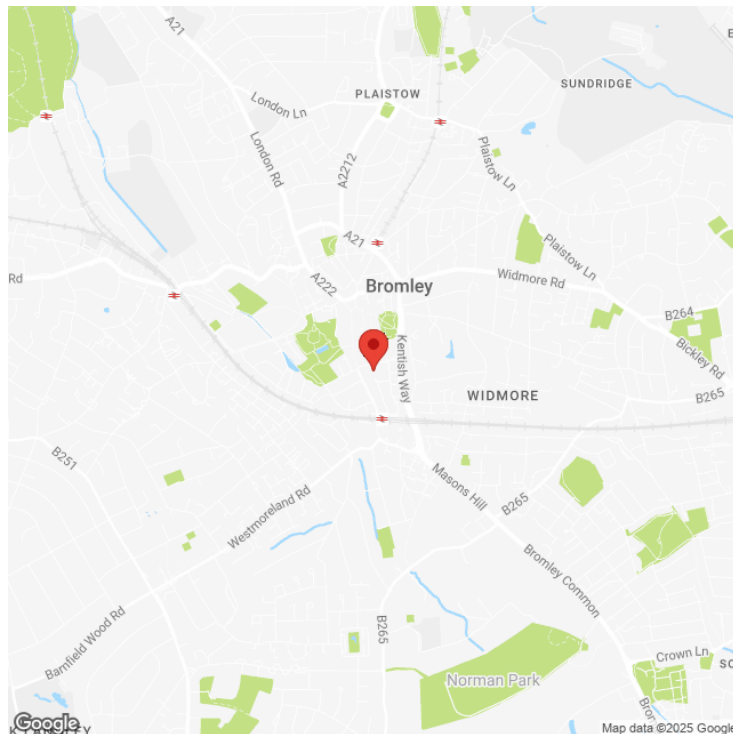 A21
PLAISTOW
SUNDRIDGE
London Ln
London Rd
A2212
Plaistow Ln
A21
Plaistow Ln
Rd
A222
Bromley
Widmore Rd
B264
Kentish Way
Bickley Rd
WIDMORE
B265
B251
Masons Hill
B265
Westmoreland Rd
Bromley Common
B265
Barnfield Wood Rd
Crown Ln
Norman Park
Google
Map data ©2025 Google